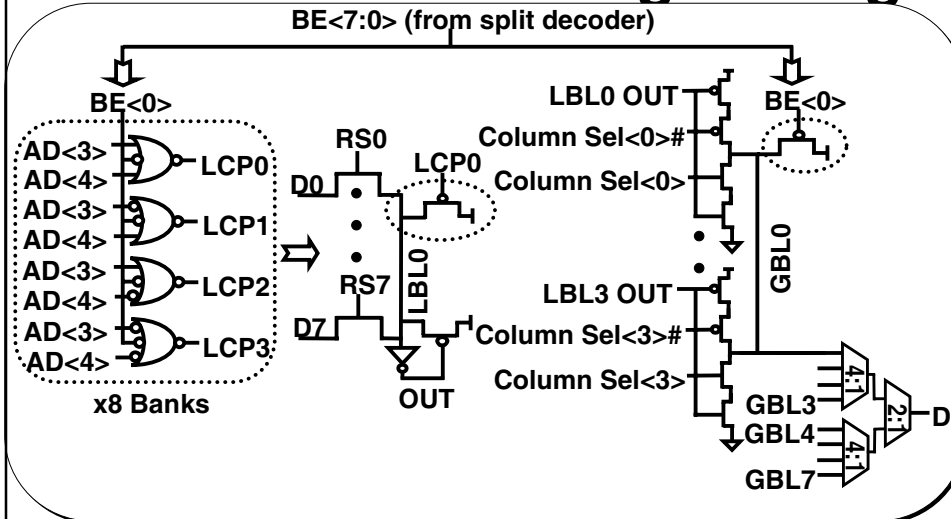 BE<7:0> (from split decoder)
BE<0>
AD<3>
AD<4>
LCP0
AD<3>
AD<4>
LCP1
AD<3>
AD<4>
LCP2
AD<3>
AD<4>
LCP3
x8 Banks
RS0
D0
LCP0
LBL0
RS7
D7
OUT
LBL0 OUT
Column Sel<0>#
Column Sel<0>
BE<0>
GBL0
LBL3 OUT
Column Sel<3>#
Column Sel<3>
4:1
GBL3
GBL4
4:1
GBL7
2:1
D